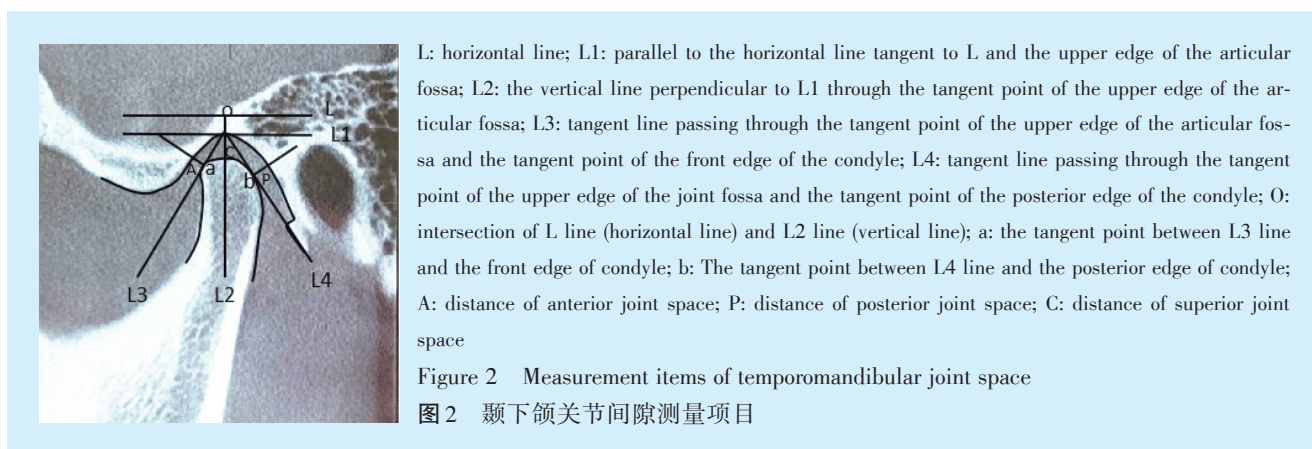 O
L
L1
C
A
a
b
P
L3
L2
L4
L: horizontal line; L1: parallel to the horizontal line tangent to L and the upper edge of the articular
fossa; L2: the vertical line perpendicular to L1 through the tangent point of the upper edge of the ar-
ticular fossa; L3: tangent line passing through the tangent point of the upper edge of the articular fos-
sa and the tangent point of the front edge of the condyle; L4: tangent line passing through the tangent
point of the upper edge of the joint fossa and the tangent point of the posterior edge of the condyle; O:
intersection of L line (horizontal line) and L2 line (vertical line); a: the tangent point between L3 line
and the front edge of condyle; b: The tangent point between L4 line and the posterior edge of condyle;
A: distance of anterior joint space; P: distance of posterior joint space; C: distance of superior joint
space
Figure 2 Measurement items of temporomandibular joint space
图2 颞下颌关节间隙测量项目